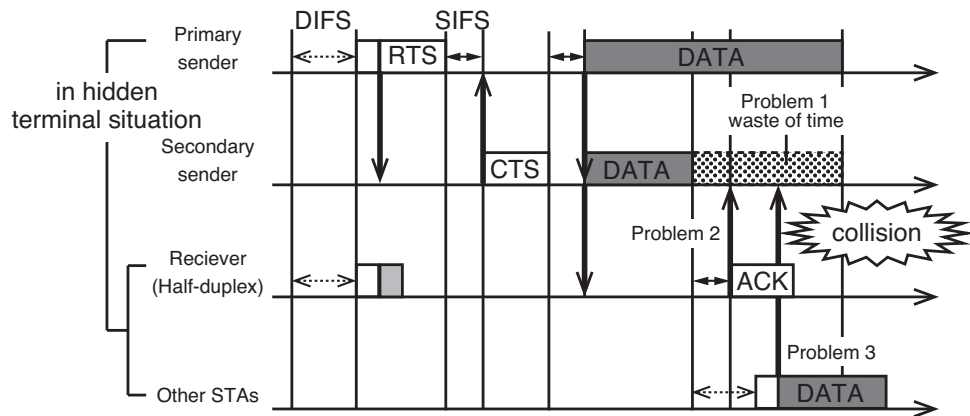 DIFS
SIFS
Primary
sender
RTS
DATA
in hidden
terminal situation
Problem 1
waste of time
Secondary
sender
CTS
DATA
Problem 2
collision
Reciever
(Half-duplex)
ACK
Problem 3
Other STAs
DATA